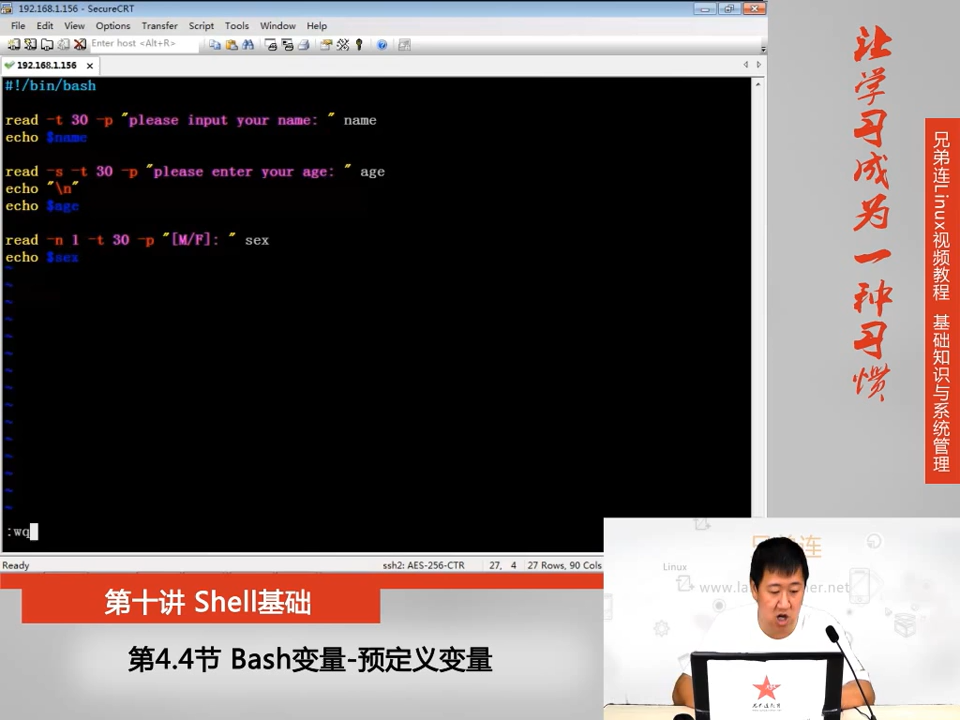 192.168.1.156 - SecureCRT
File Edit View Options Transfer Script Tools Window Help
Enter host <Alt+R>
192.168.1.156
#!/bin/bash
read -t 30 -p "please input your name: " name
echo $name
read -s -t 30 -p "please enter your age: " age
echo "\n"
echo $age
read -n 1 -t 30 -p "[M/F]: " sex
echo $sex
:wq
Ready ssh2: AES-256-CTR 27, 4 27 Rows, 90 Cols
让学习成为一种习惯
兄弟连Linux视频教程 基础知识与系统管理
第十讲 Shell基础
第4.4节 Bash变量-预定义变量
Linux